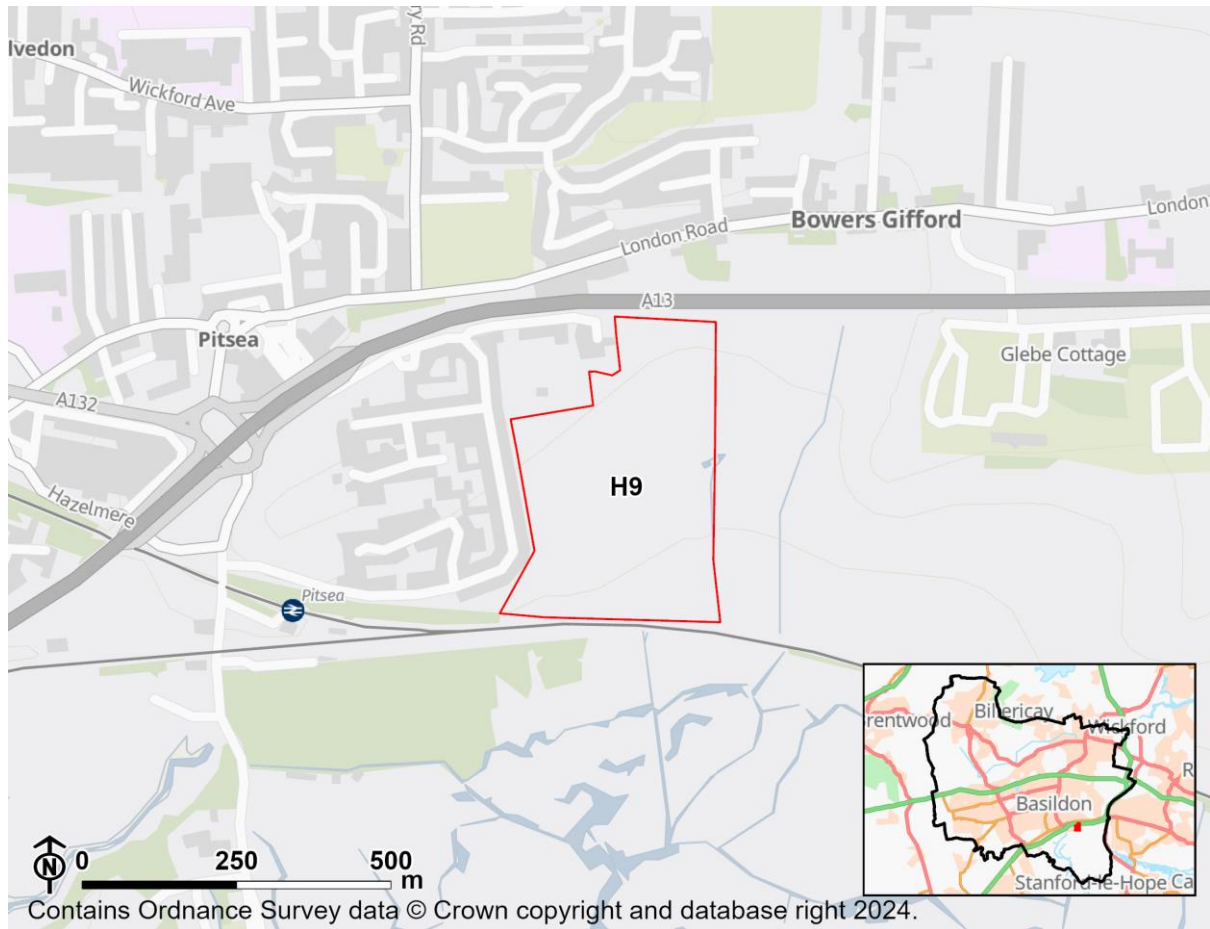 lvedon
ry Rd
Wickford Ave
Bowers Gifford
London
London Road
A13
Pitsea
Glebe Cottage
A132
H9
Hazelmere
Pitsea
Billericay
rentwood
Wickford
R
Basildon
Stanford-le-Hope Ca
N
0 250 500
m
Contains Ordnance Survey data © Crown copyright and database right 2024.